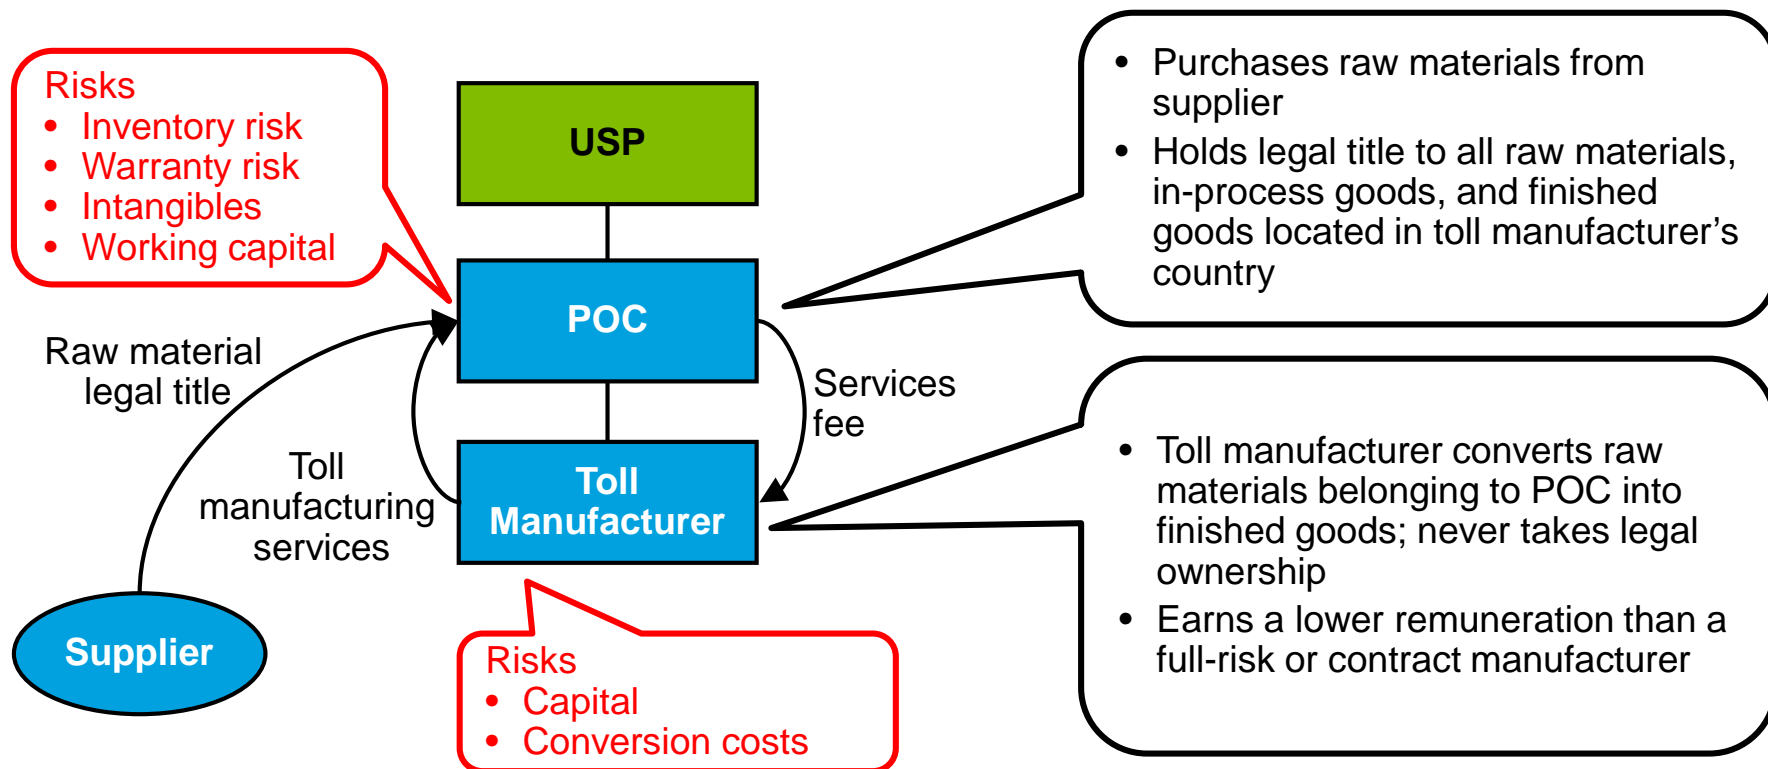 Risks
• Inventory risk
• Warranty risk
• Intangibles
• Working capital
USP
• Purchases raw materials from
supplier
• Holds legal title to all raw materials,
in-process goods, and finished
goods located in toll manufacturer’s
country
POC
Raw material
legal title
Services
fee
Toll
manufacturing
services
Toll
Manufacturer
• Toll manufacturer converts raw
materials belonging to POC into
finished goods; never takes legal
ownership
• Earns a lower remuneration than a
full-risk or contract manufacturer
Supplier
Risks
• Capital
• Conversion costs